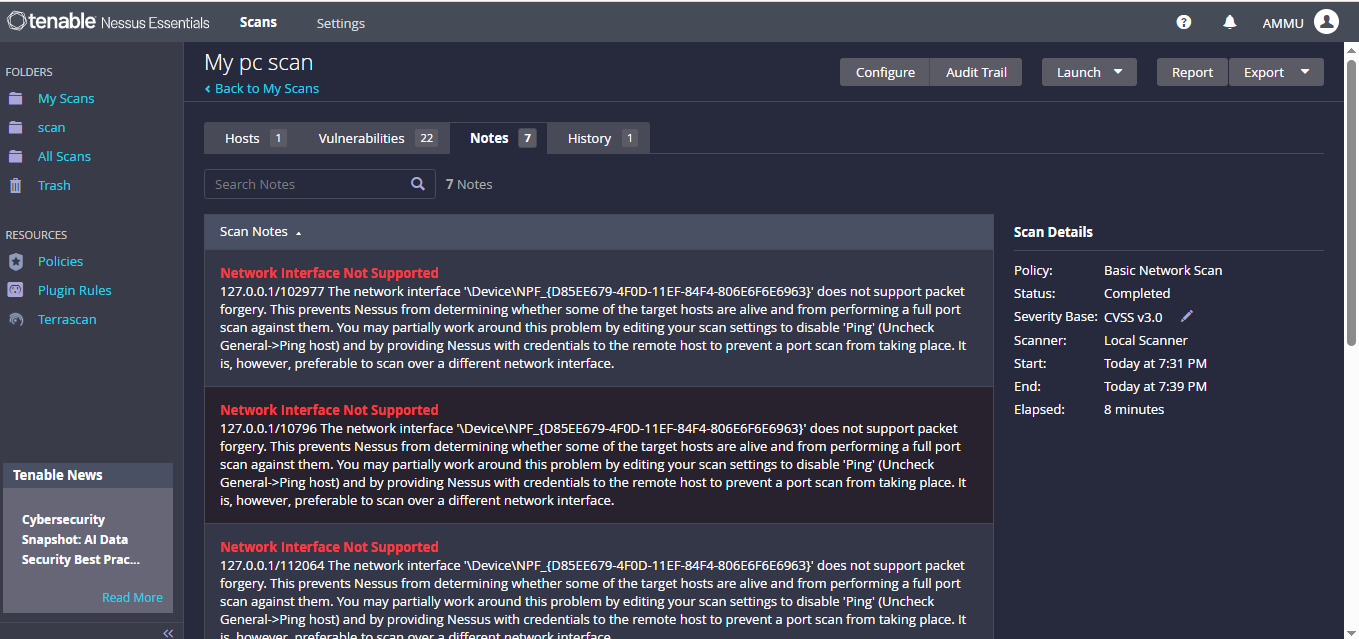 tenable Nessus Essentials
Scans
Settings
?
AMMU
FOLDERS
My Scans
scan
All Scans
Trash
RESOURCES
Policies
Plugin Rules
Terrascan
Tenable News
Cybersecurity
Snapshot: AI Data
Security Best Prac...
Read More
«
My pc scan
‹ Back to My Scans
Configure
Audit Trail
Launch
Report
Export
Hosts 1
Vulnerabilities 22
Notes 7
History 1
Search Notes
7 Notes
Scan Notes
Network Interface Not Supported
127.0.0.1/102977 The network interface '\Device\NPF_{D85EE679-4F0D-11EF-84F4-806E6F6E6963}' does not support packet
forgery. This prevents Nessus from determining whether some of the target hosts are alive and from performing a full port
scan against them. You may partially work around this problem by editing your scan settings to disable 'Ping' (Uncheck
General->Ping host) and by providing Nessus with credentials to the remote host to prevent a port scan from taking place. It
is, however, preferable to scan over a different network interface.
Network Interface Not Supported
127.0.0.1/10796 The network interface '\Device\NPF_{D85EE679-4F0D-11EF-84F4-806E6F6E6963}' does not support packet
forgery. This prevents Nessus from determining whether some of the target hosts are alive and from performing a full port
scan against them. You may partially work around this problem by editing your scan settings to disable 'Ping' (Uncheck
General->Ping host) and by providing Nessus with credentials to the remote host to prevent a port scan from taking place. It
is, however, preferable to scan over a different network interface.
Network Interface Not Supported
127.0.0.1/112064 The network interface '\Device\NPF_{D85EE679-4F0D-11EF-84F4-806E6F6E6963}' does not support packet
forgery. This prevents Nessus from determining whether some of the target hosts are alive and from performing a full port
scan against them. You may partially work around this problem by editing your scan settings to disable 'Ping' (Uncheck
General->Ping host) and by providing Nessus with credentials to the remote host to prevent a port scan from taking place. It
is, however, preferable to scan over a different network interface.
Scan Details
Policy: Basic Network Scan
Status: Completed
Severity Base: CVSS v3.0
Scanner: Local Scanner
Start: Today at 7:31 PM
End: Today at 7:39 PM
Elapsed: 8 minutes